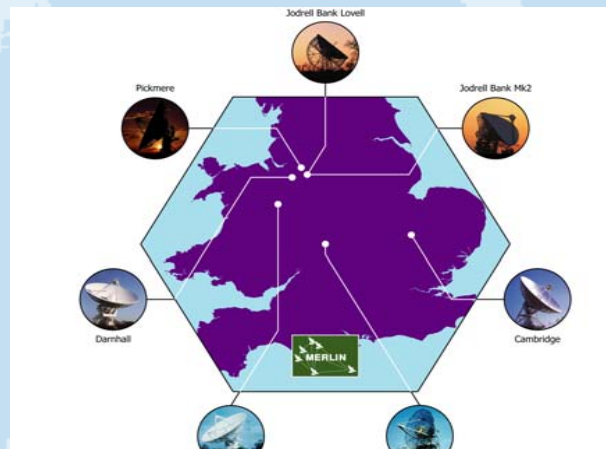 Jodrell Bank Lovell
Pickmere
Jodrell Bank Mk2
Darnhall
Cambridge
MERLIN